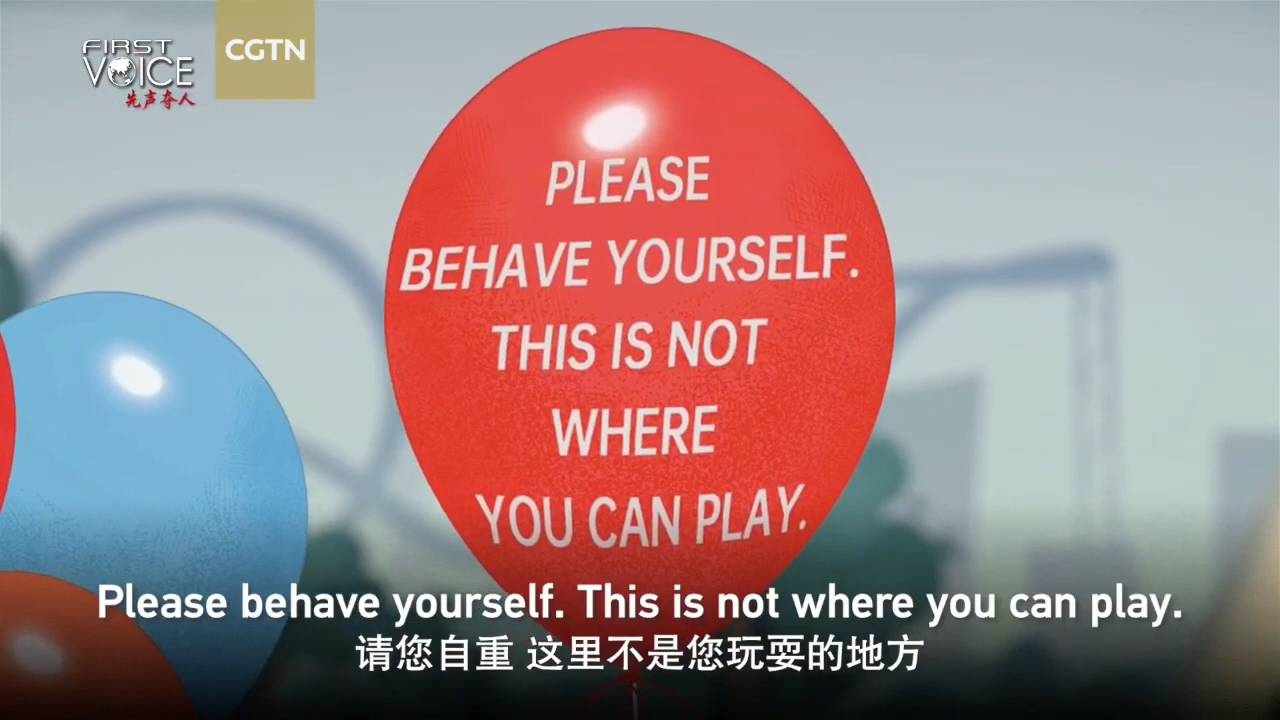 FIRST
VOICE
先声夺人
CGTN
PLEASE
BEHAVE YOURSELF.
THIS IS NOT
WHERE
YOU CAN PLAY.
Please behave yourself. This is not where you can play.
请您自重 这里不是您玩耍的地方